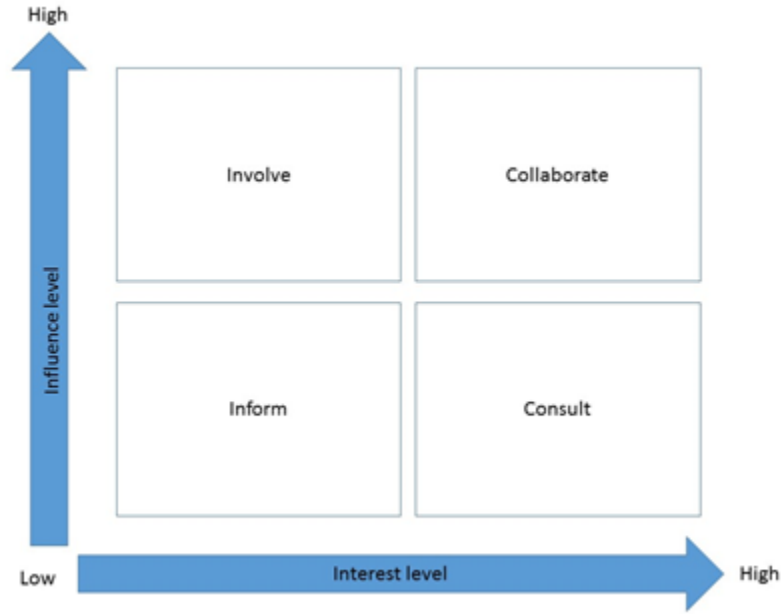 High
Involve
Collaborate
Influence level
Inform
Consult
Low
Interest level
High